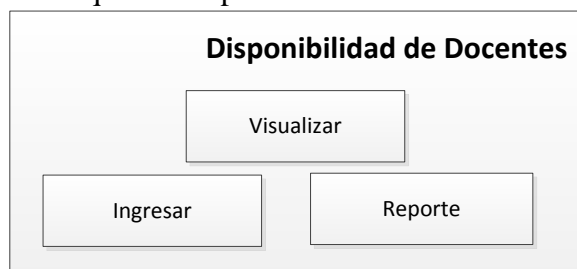 Disponibilidad de Docentes
Visualizar
Ingresar
Reporte